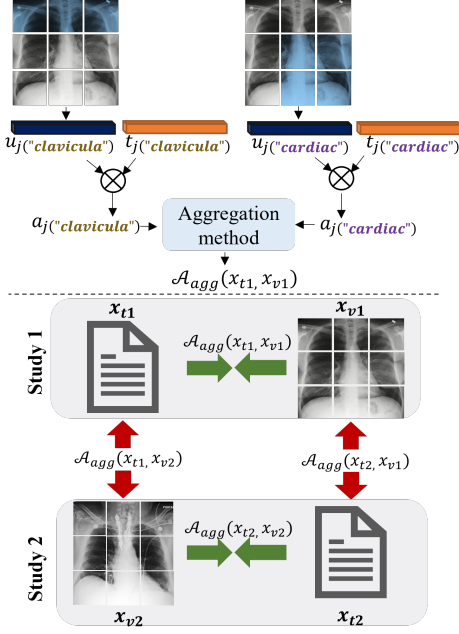 u_j("clavicula") t_j("clavicula") u_j("cardiac") t_j("cardiac")
a_j("clavicula") Aggregation method a_j("cardiac")
𝒜_agg(x_t1, x_v1)
x_t1 x_v1
Study 1
𝒜_agg(x_t1, x_v1)
𝒜_agg(x_t1, x_v2) 𝒜_agg(x_t2, x_v1)
Study 2
𝒜_agg(x_t2, x_v2)
x_v2 x_t2